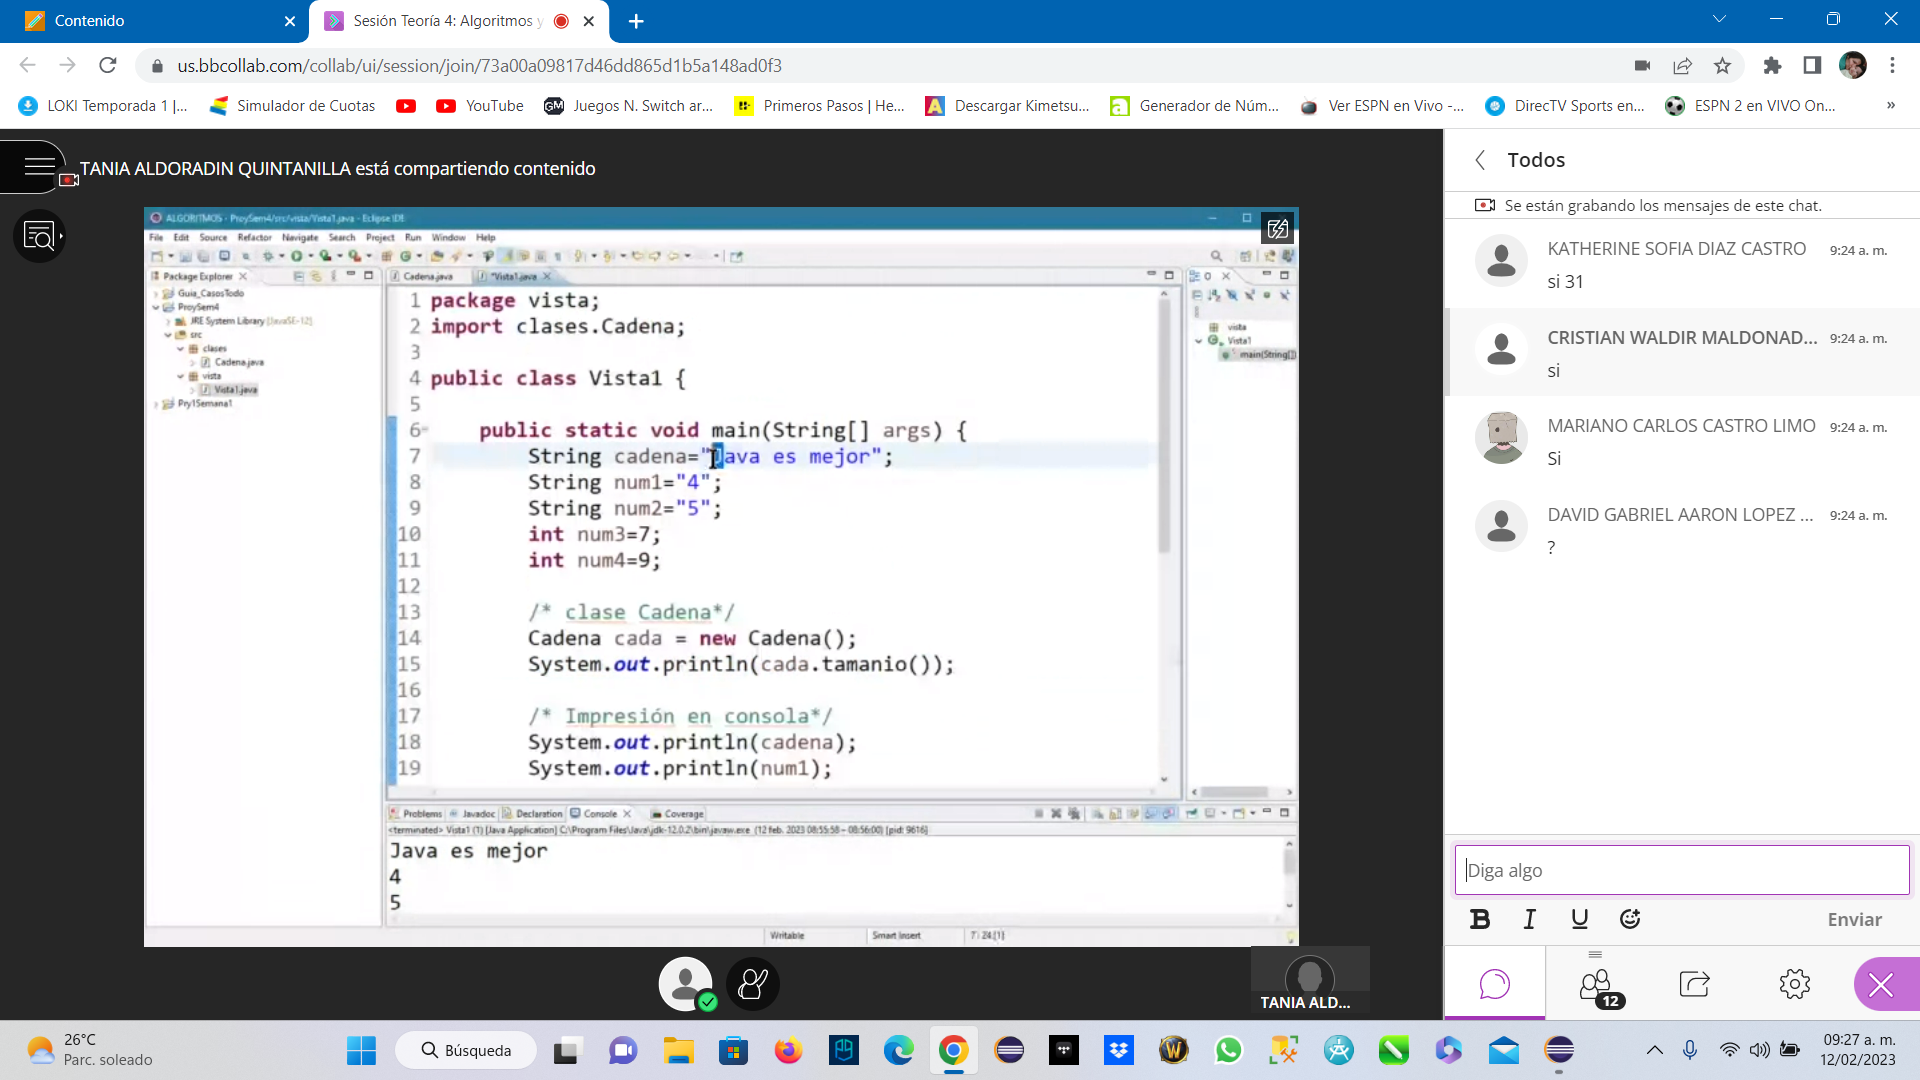 Contenido
Sesión Teoría 4: Algoritmos y
us.bbcollab.com/collab/ui/session/join/73a00a09817d46dd865d1b5a148ad0f3
LOKI Temporada 1 |...
Simulador de Cuotas
YouTube
Juegos N. Switch ar...
Primeros Pasos | He...
Descargar Kimetsu...
Generador de Núm...
Ver ESPN en Vivo -...
DirecTV Sports en...
ESPN 2 en VIVO On...
»
TANIA ALDORADIN QUINTANILLA está compartiendo contenido
ALGORITMOS - ProySem4/src/vista/Vista1.java - Eclipse IDE
File Edit Source Refactor Navigate Search Project Run Window Help
Package Explorer
Guia_CasosTodo
ProySem4
JRE System Library [JavaSE-12]
src
clases
Cadena.java
vista
Vista1.java
Pry1Semana1
Cadena.java
*Vista1.java
1 package vista;
2 import clases.Cadena;
3
4 public class Vista1 {
5
6 public static void main(String[] args) {
7 String cadena="Java es mejor";
8 String num1="4";
9 String num2="5";
10 int num3=7;
11 int num4=9;
12
13 /* clase Cadena*/
14 Cadena cada = new Cadena();
15 System.out.println(cada.tamanio());
16
17 /* Impresión en consola*/
18 System.out.println(cadena);
19 System.out.println(num1);
vista
Vista1
main(String[])
Problems Javadoc Declaration Console Coverage
<terminated> Vista1 (1) [Java Application] C:\Program Files\Java\jdk-12.0.2\bin\javaw.exe (12 feb. 2023 08:55:58 – 08:56:00) [pid: 9616]
Java es mejor
4
5
Writable
Smart Insert
7 : 24 [1]
TANIA ALD...
Todos
Se están grabando los mensajes de este chat.
KATHERINE SOFIA DIAZ CASTRO 9:24 a. m.
si 31
CRISTIAN WALDIR MALDONAD... 9:24 a. m.
si
MARIANO CARLOS CASTRO LIMO 9:24 a. m.
Si
DAVID GABRIEL AARON LOPEZ ... 9:24 a. m.
?
Diga algo
B I U
Enviar
12
26°C
Parc. soleado
Búsqueda
09:27 a. m.
12/02/2023